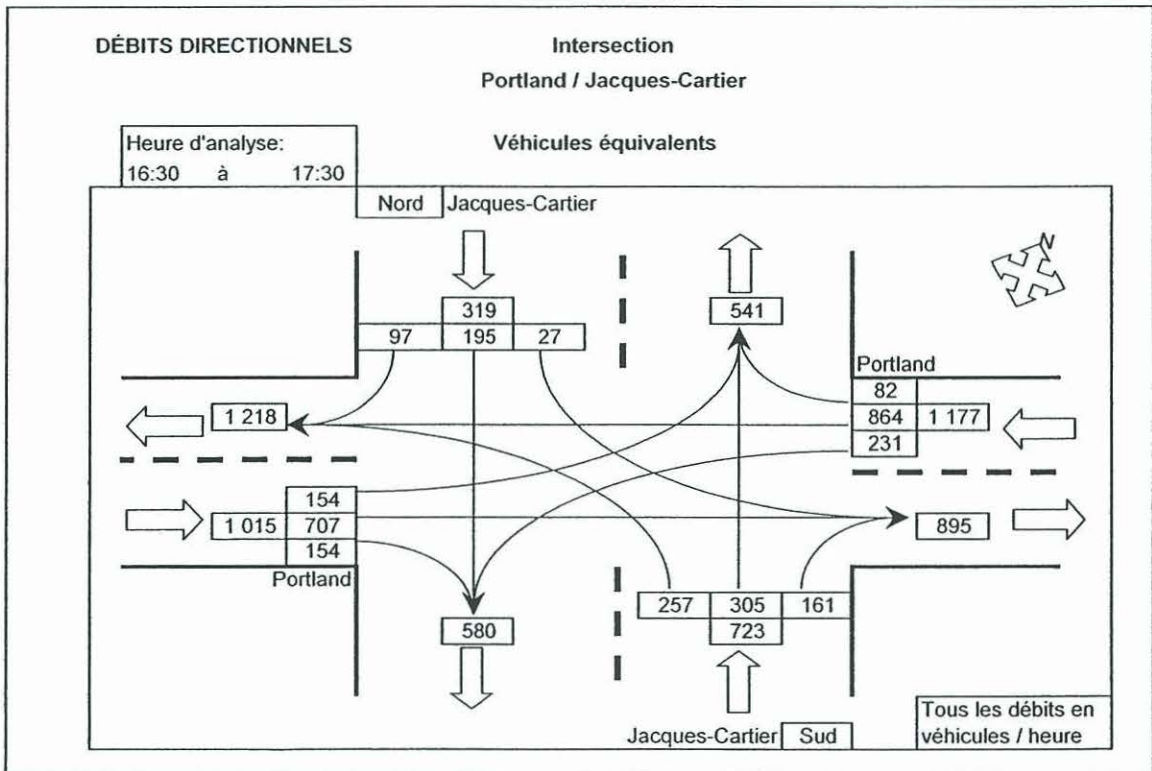 DÉBITS DIRECTIONNELS
Intersection
Portland / Jacques-Cartier
Heure d'analyse:
16:30 à 17:30
Véhicules équivalents
Nord Jacques-Cartier
N
319
97 195 27
541
Portland
82
864 1 177
231
1 218
154
1 015 707
154
Portland
895
257 305 161
723
580
Jacques-Cartier Sud
Tous les débits en
véhicules / heure